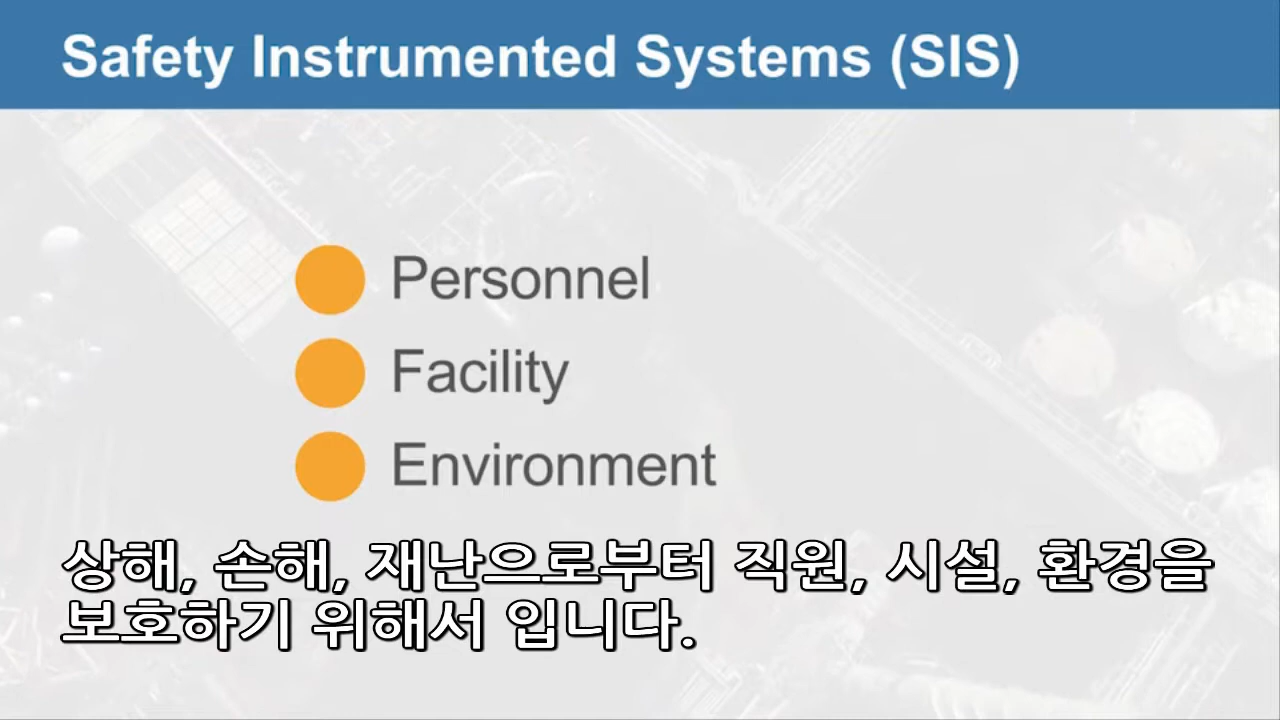 Safety Instrumented Systems (SIS)
Personnel
Facility
Environment
상해, 손해, 재난으로부터 직원, 시설, 환경을
보호하기 위해서 입니다.